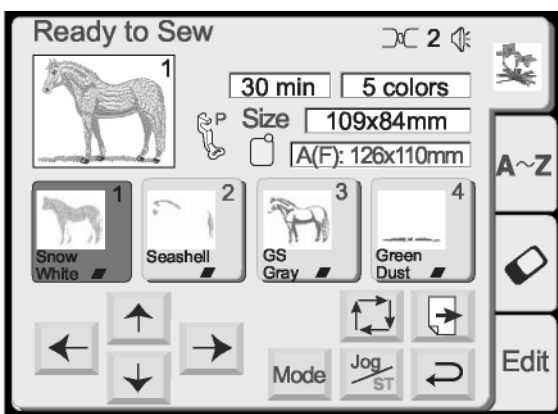 Ready to Sew
2
1
30 min
5 colors
P
Size
109x84mm
A(F): 126x110mm
A~Z
1
Snow
White
2
Seashell
3
GS
Gray
4
Green
Dust
Mode
Jog
ST
Edit